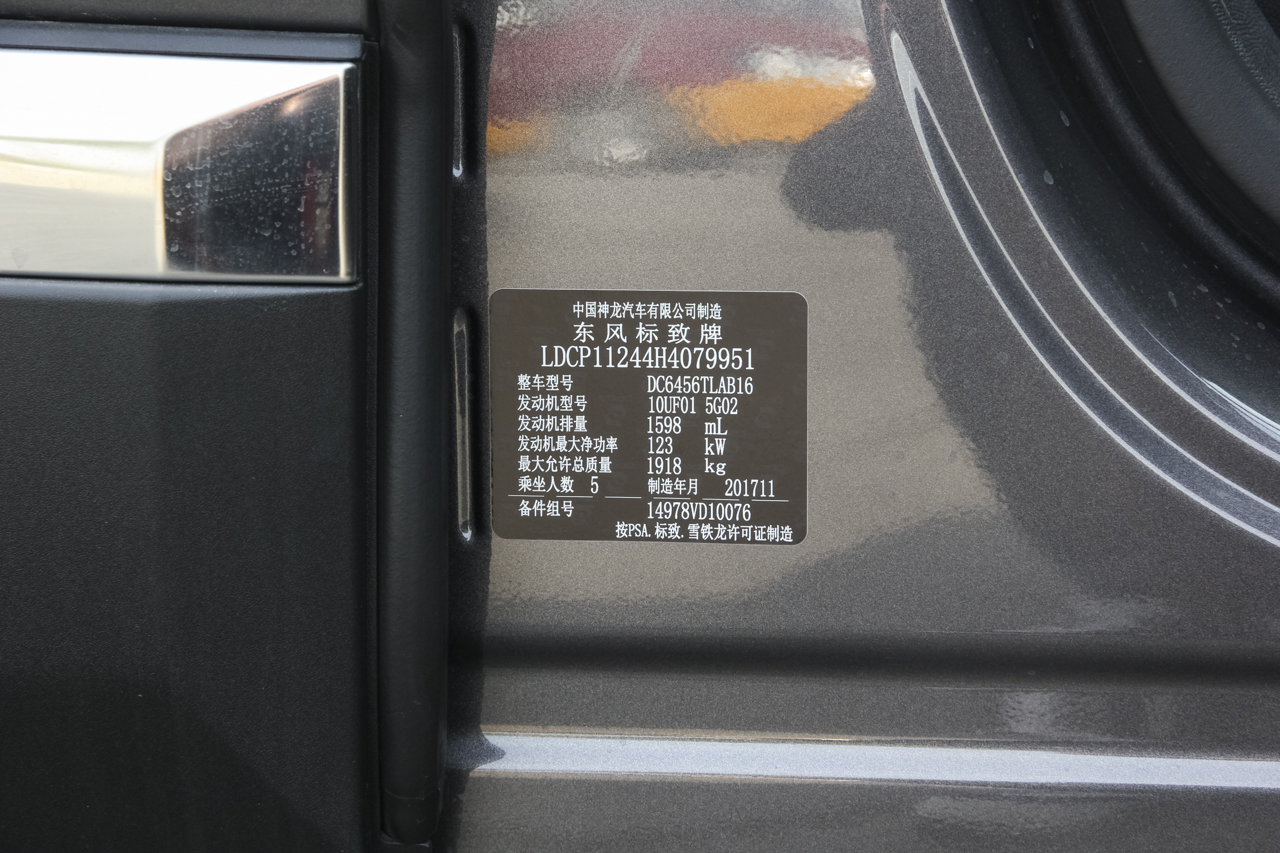 中国神龙汽车有限公司制造
东风标致牌
LDCP11244H4079951
整车型号 DC6456TLAB16
发动机型号 10UF01 5G02
发动机排量 1598 mL
发动机最大净功率 123 kW
最大允许总质量 1918 kg
乘坐人数 5 制造年月 201711
备件组号 14978VD10076
按PSA.标致.雪铁龙许可证制造